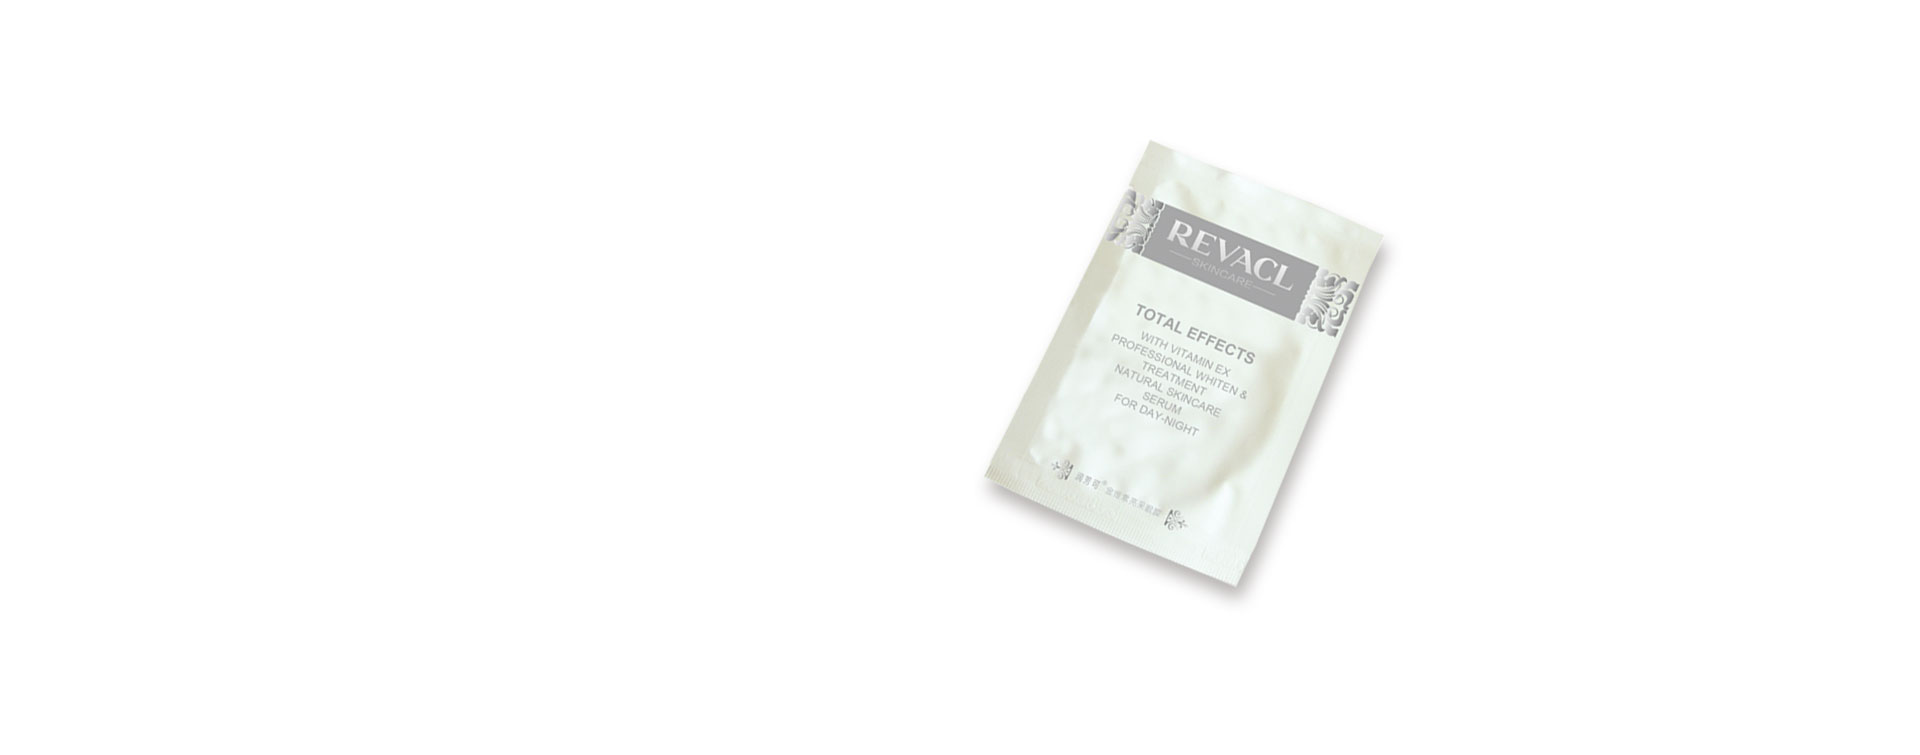 REVACL
SKINCARE
TOTAL EFFECTS
WITH VITAMIN EX
PROFESSIONAL WHITEN &
TREATMENT
NATURAL SKINCARE
SERUM
FOR DAY-NIGHT